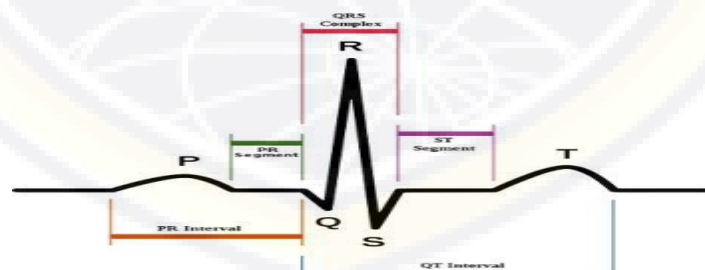 QRS
Complex
R
PR
Segment
ST
Segment
P
T
Q
S
PR Interval
QT Interval